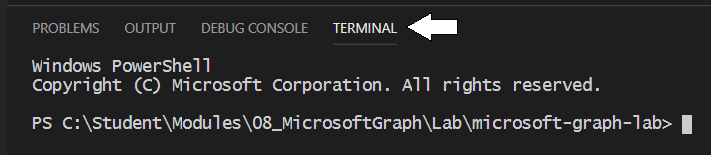 PROBLEMS OUTPUT DEBUG CONSOLE TERMINAL
Windows PowerShell
Copyright (C) Microsoft Corporation. All rights reserved.
PS C:\Student\Modules\08_MicrosoftGraph\Lab\microsoft-graph-lab>